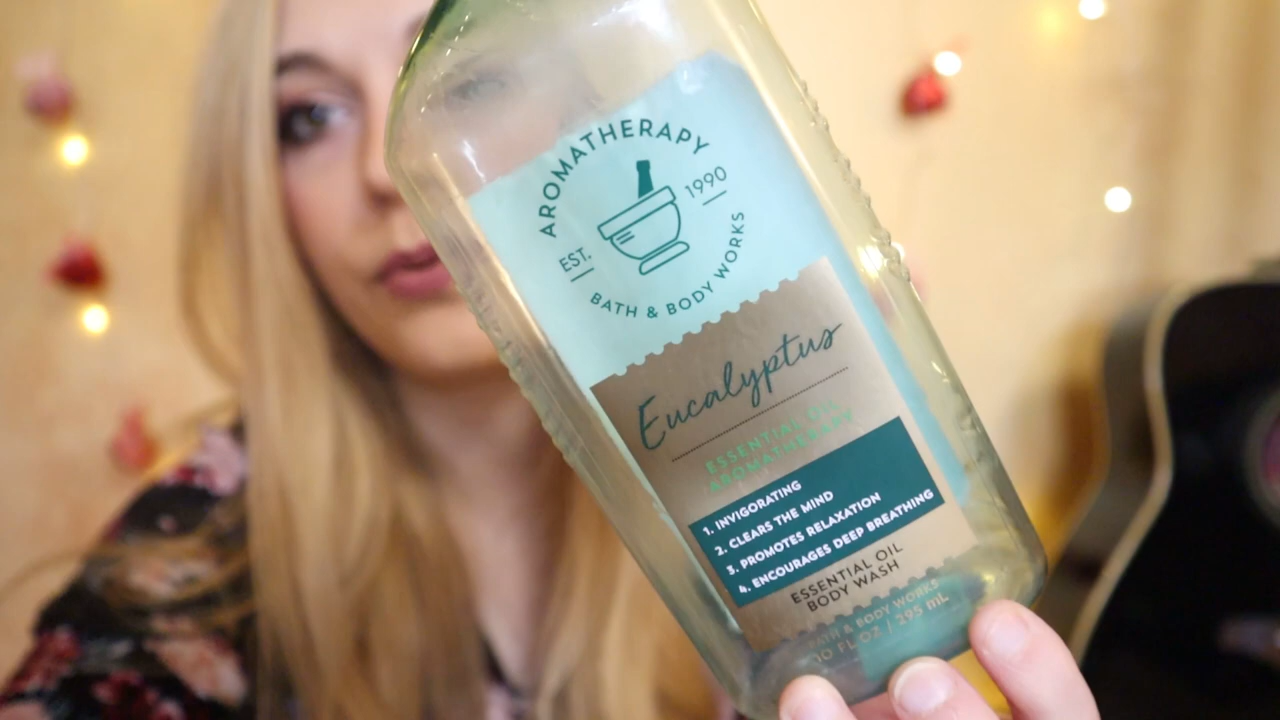 AROMATHERAPY
EST. 1990
BATH & BODY WORKS
Eucalyptus
ESSENTIAL OIL
AROMATHERAPY
1. INVIGORATING
2. CLEARS THE MIND
3. PROMOTES RELAXATION
4. ENCOURAGES DEEP BREATHING
ESSENTIAL OIL
BODY WASH
BATH & BODY WORKS
10 FL OZ / 295 mL